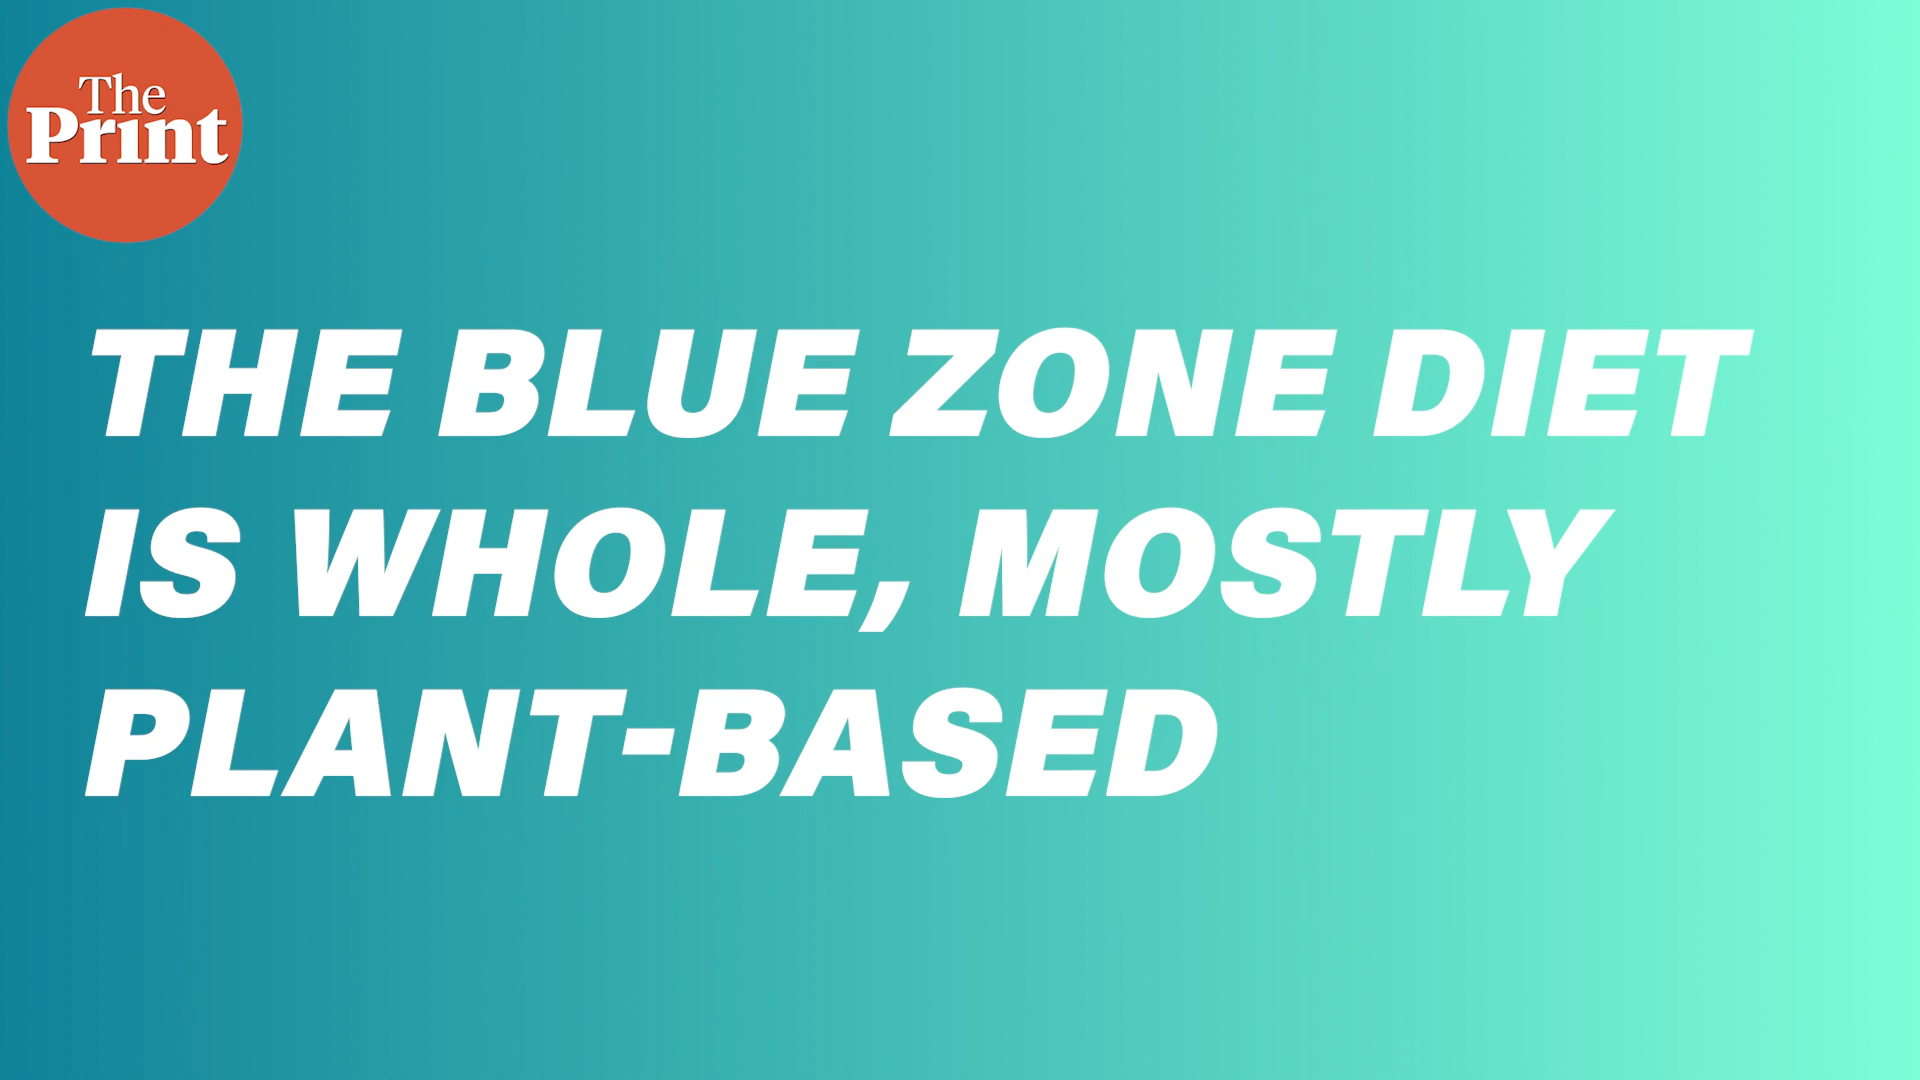 The
Print
THE BLUE ZONE DIET
IS WHOLE, MOSTLY
PLANT-BASED